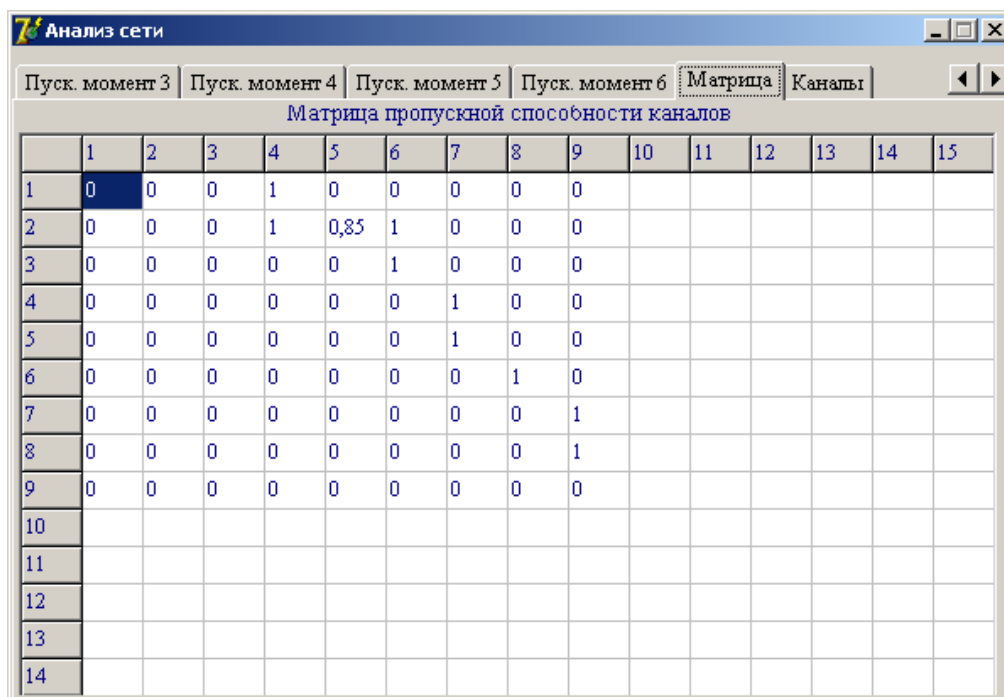 Анализ сети
Пуск. момент 3 Пуск. момент 4 Пуск. момент 5 Пуск. момент 6 Матрица Каналы
Матрица пропускной способности каналов
1 2 3 4 5 6 7 8 9 10 11 12 13 14 15
1 0 0 0 1 0 0 0 0 0
2 0 0 0 1 0,85 1 0 0 0
3 0 0 0 0 0 1 0 0 0
4 0 0 0 0 0 0 1 0 0
5 0 0 0 0 0 0 1 0 0
6 0 0 0 0 0 0 0 1 0
7 0 0 0 0 0 0 0 0 1
8 0 0 0 0 0 0 0 0 1
9 0 0 0 0 0 0 0 0 0
10
11
12
13
14